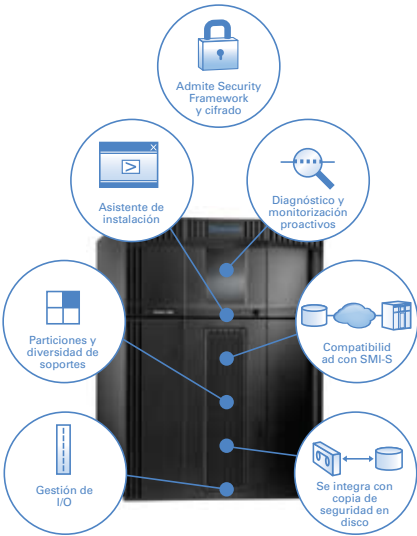 Admite Security
Framework
y cifrado
Asistente de
instalación
Diagnóstico y
monitorización
proactivos
Particiones y
diversidad de
soportes
Compatibilid
ad con SMI-S
Gestión de
I/O
Se integra con
copia de
seguridad en
disco